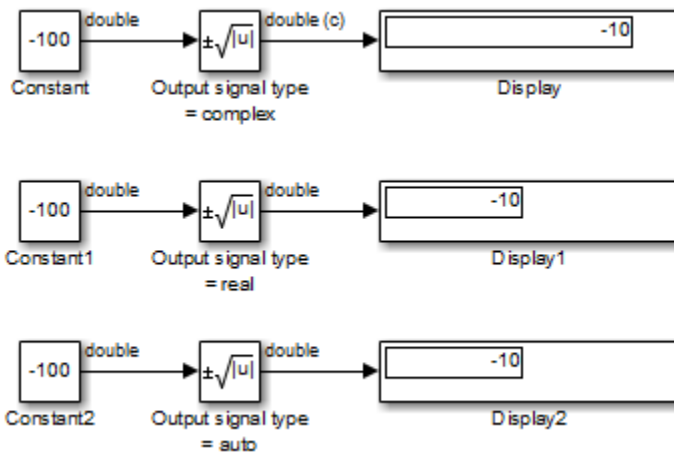 double double (c)
-100 ±√|u| -10
Constant Output signal type Display
= complex
double double
-100 ±√|u| -10
Constant1 Output signal type Display1
= real
double double
-100 ±√|u| -10
Constant2 Output signal type Display2
= auto